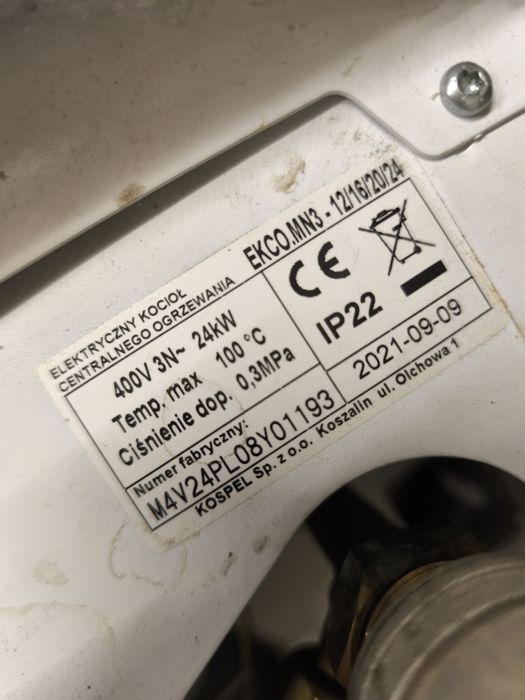 ELEKTRYCZNY KOCIOŁ
CENTRALNEGO OGRZEWANIA
EKCO.MN3 - 12/16/20/24
400V 3N~ 24kW
Temp. max 100 °C
Ciśnienie dop. 0,3MPa
CE
IP22
Numer fabryczny:
M4V24PL08Y01193
2021-09-09
KOSPEL Sp. z o.o. Koszalin ul. Olchowa 1